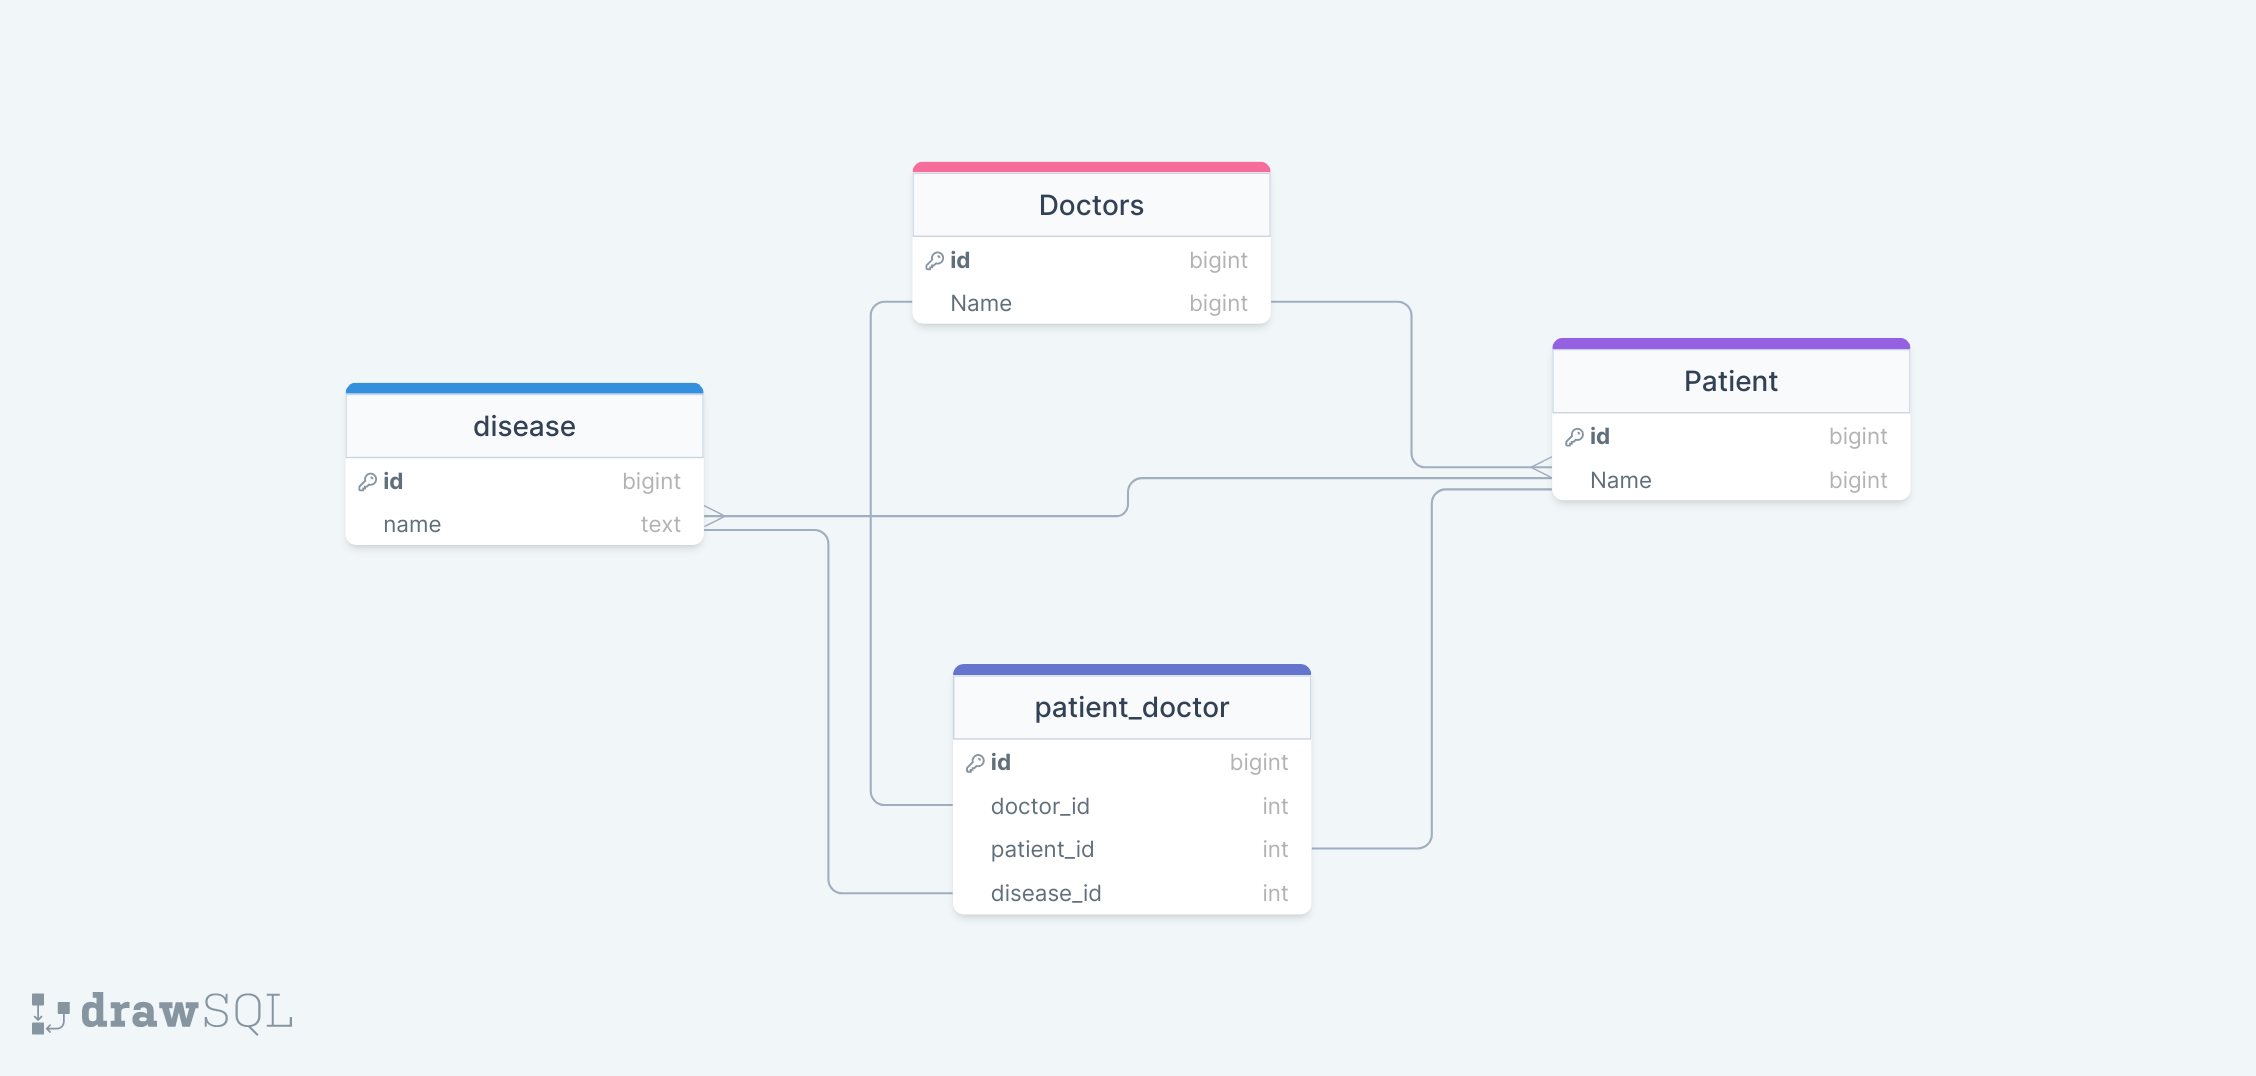 Doctors
id bigint
Name bigint
Patient
id bigint
Name bigint
disease
id bigint
name text
patient_doctor
id bigint
doctor_id int
patient_id int
disease_id int
drawSQL